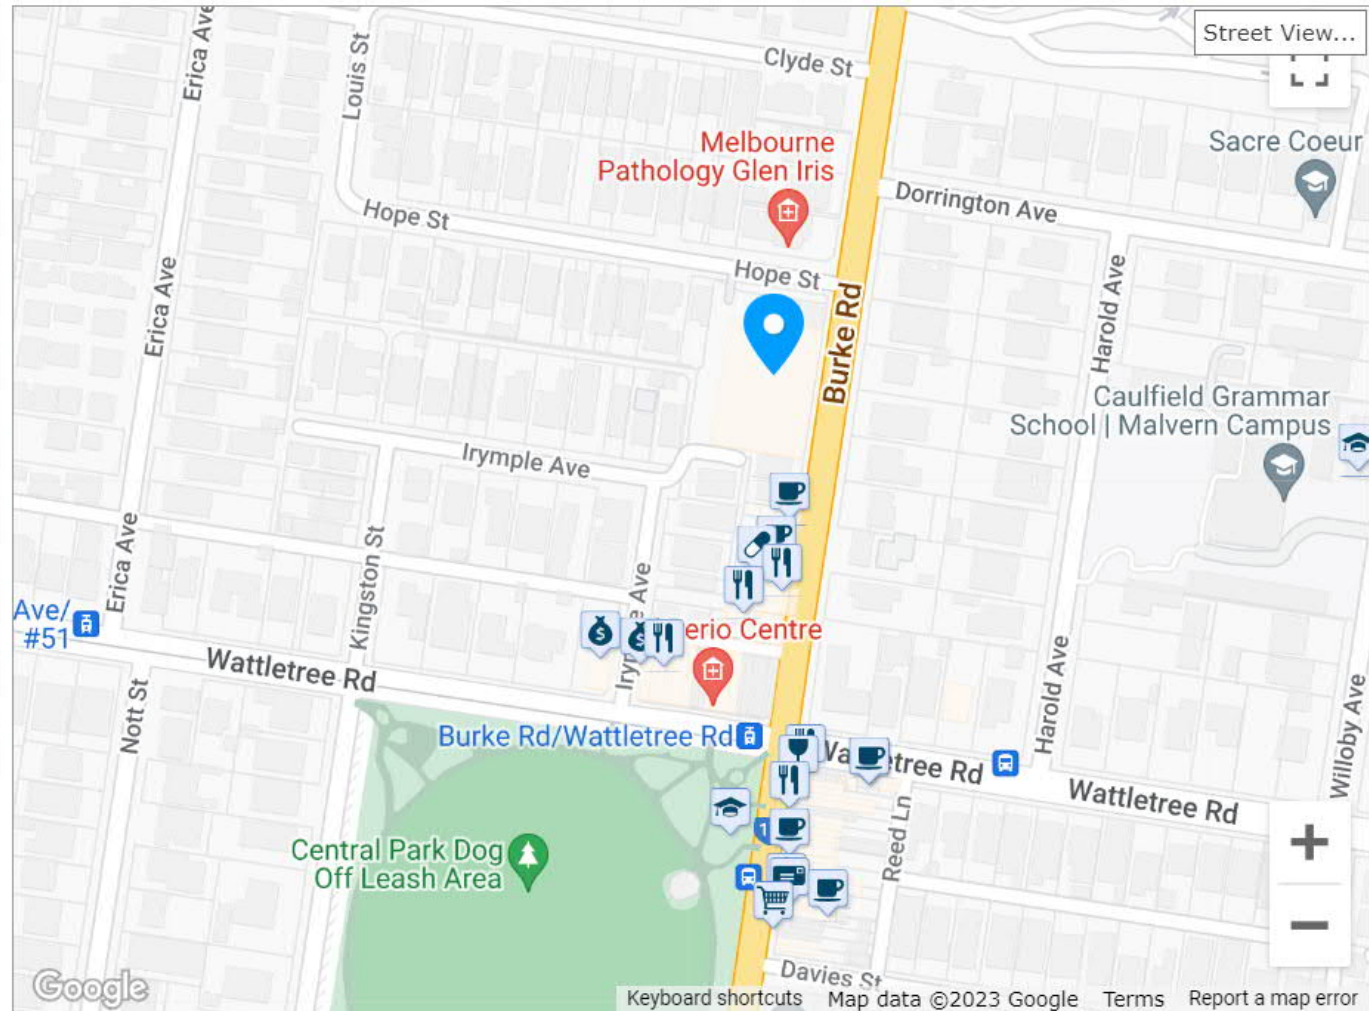 Street View...
Clyde St
Erica Ave
Louis St
Melbourne
Pathology Glen Iris
Sacre Coeur
Dorrington Ave
Hope St
Hope St
Erica Ave
Burke Rd
Harold Ave
Caulfield Grammar
School | Malvern Campus
Irymple Ave
Erica Ave
Kingston St
Ave/
#51
erio Centre
Wattletree Rd
Harold Ave
Willoby Ave
Nott St
Burke Rd/Wattletree Rd
tree Rd
Wattletree Rd
Reed Ln
1
Central Park Dog
Off Leash Area
Davies St
Google
Keyboard shortcuts
Map data ©2023 Google
Terms
Report a map error